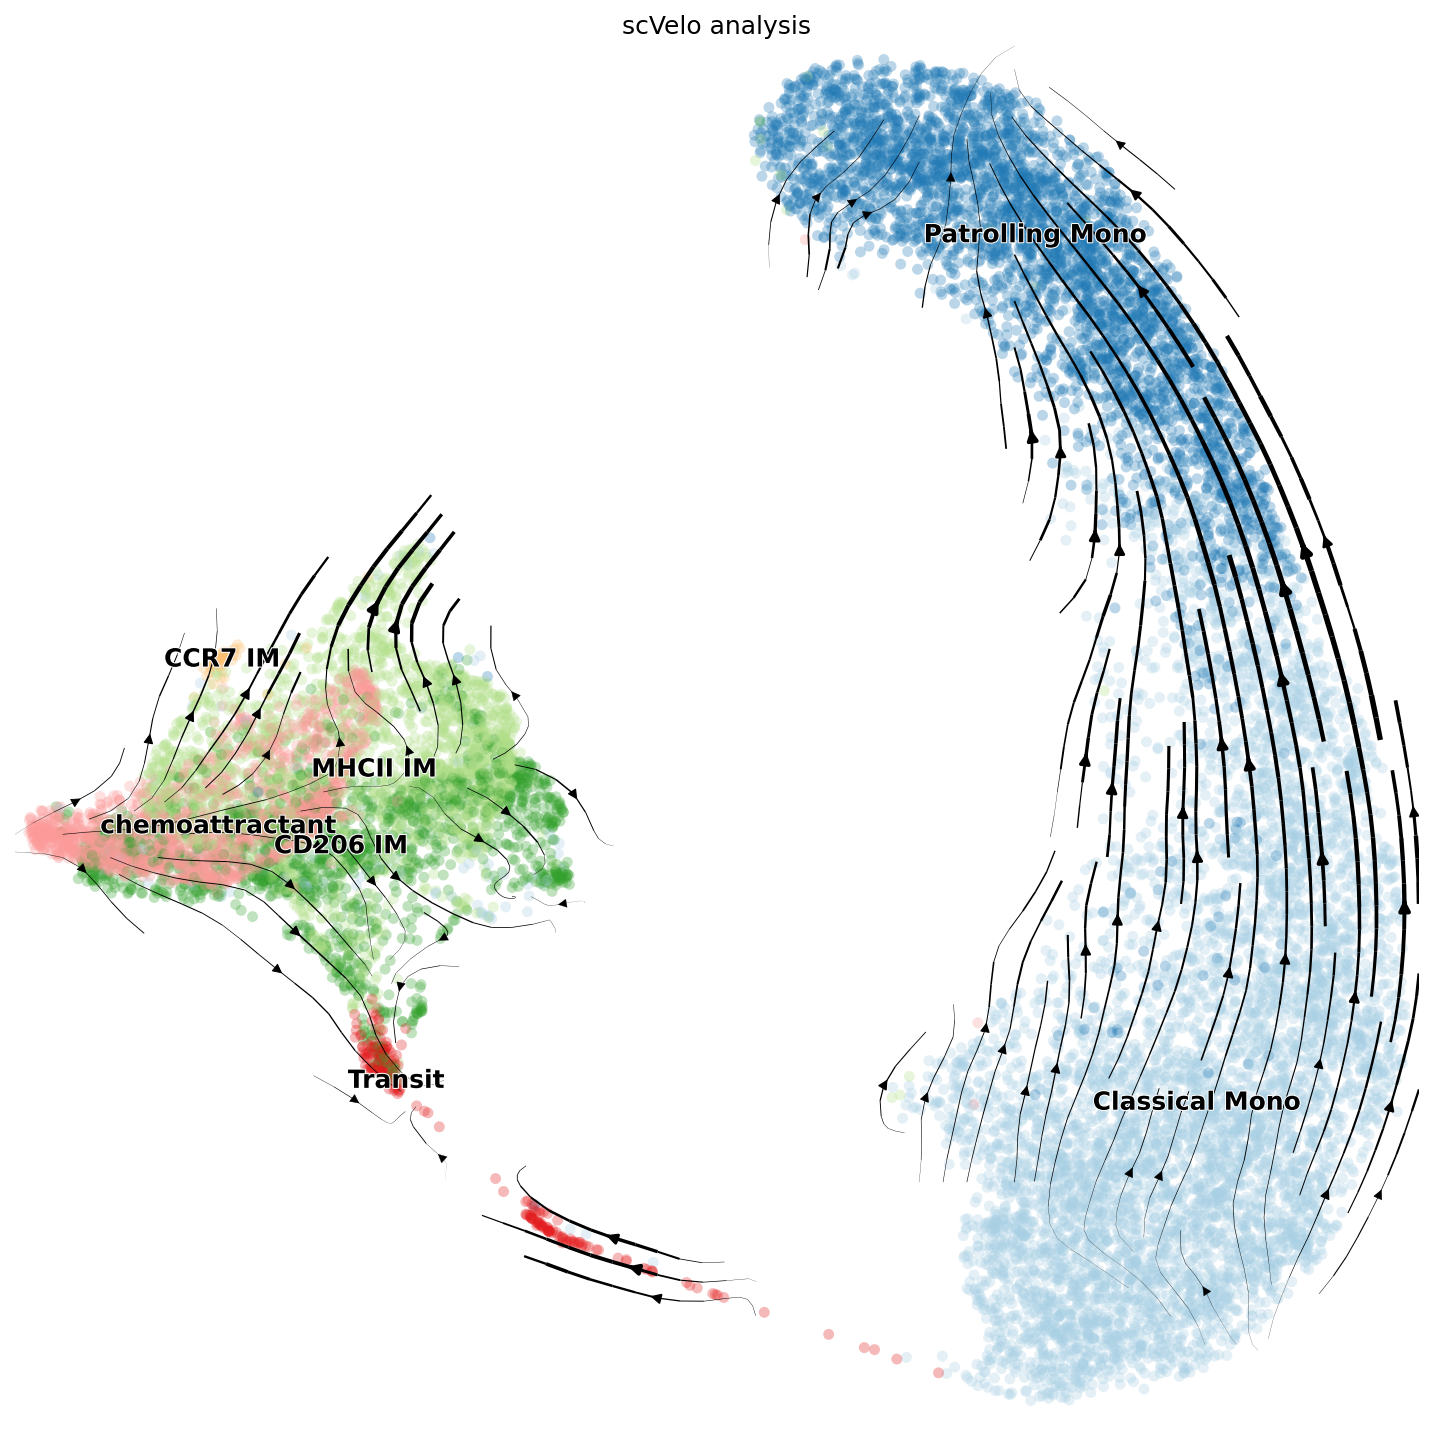 scVelo analysis
Patrolling Mono
CCR7 IM
MHCII IM
chemoattractant
CD206 IM
Transit
Classical Mono